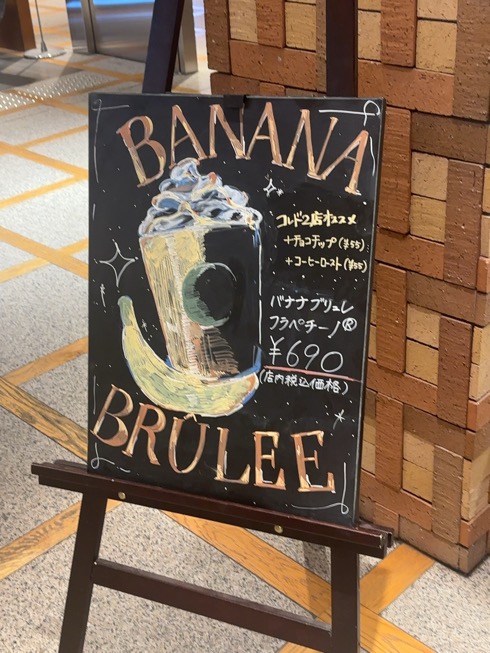 BANANA
コレド2店オススメ
+チョコチップ(¥55)
+コーヒーロースト(¥55)
バナナブリュレ
フラペチーノ®
¥690
(店内税込価格)
BRÛLEE